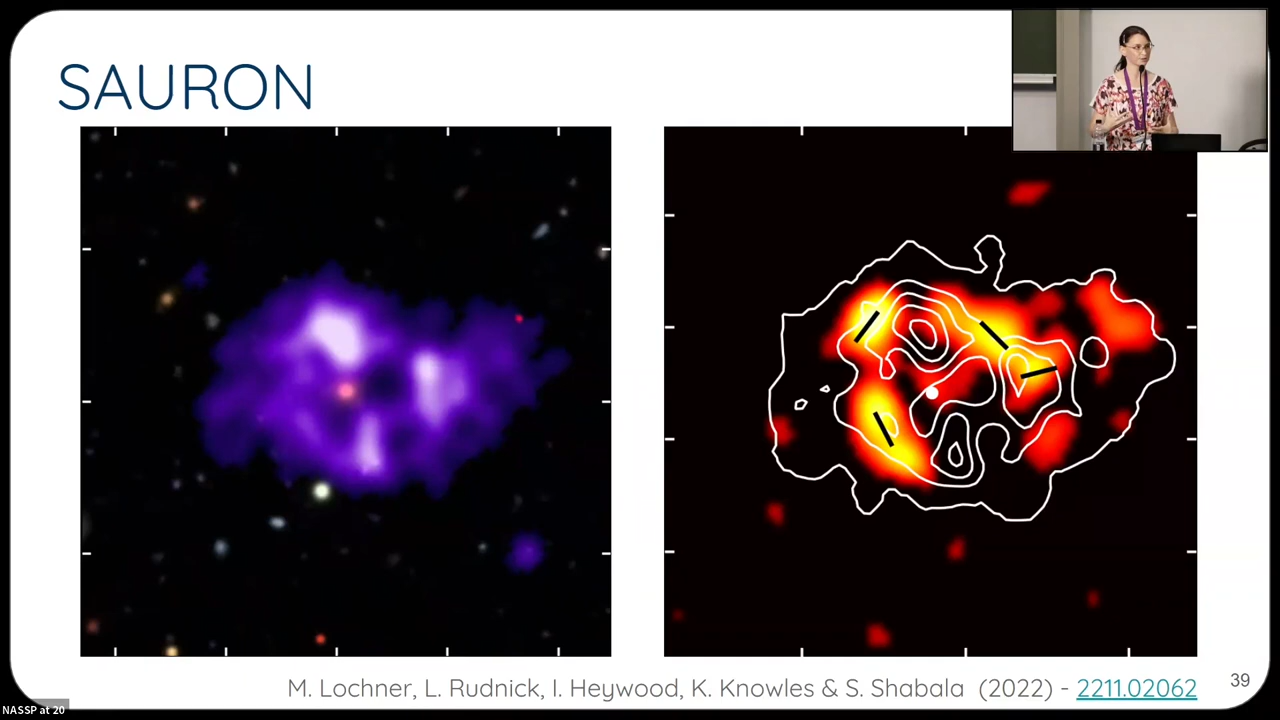 SAURON
M. Lochner, L. Rudnick, I. Heywood, K. Knowles & S. Shabala (2022) - 2211.02062
39
NASSP at 20